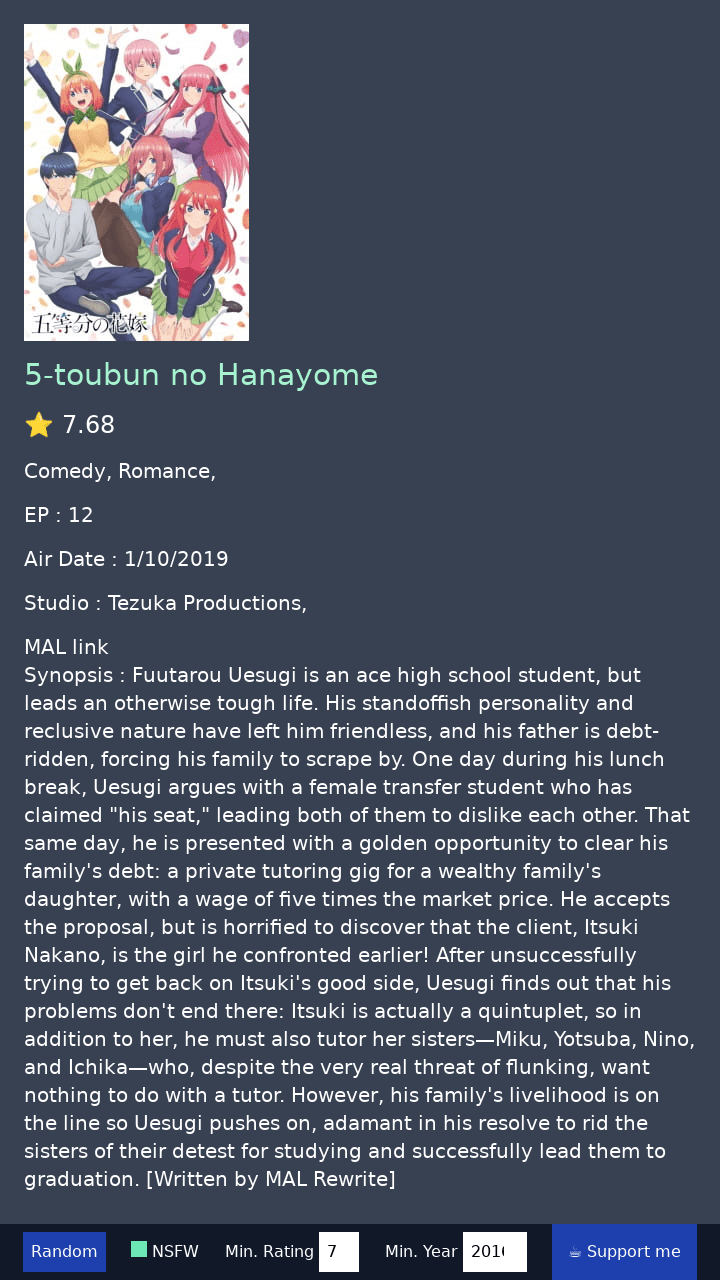 五等分の花嫁
5-toubun no Hanayome
⭐ 7.68
Comedy, Romance,
EP : 12
Air Date : 1/10/2019
Studio : Tezuka Productions,
MAL link
Synopsis : Fuutarou Uesugi is an ace high school student, but
leads an otherwise tough life. His standoffish personality and
reclusive nature have left him friendless, and his father is debt-
ridden, forcing his family to scrape by. One day during his lunch
break, Uesugi argues with a female transfer student who has
claimed "his seat," leading both of them to dislike each other. That
same day, he is presented with a golden opportunity to clear his
family's debt: a private tutoring gig for a wealthy family's
daughter, with a wage of five times the market price. He accepts
the proposal, but is horrified to discover that the client, Itsuki
Nakano, is the girl he confronted earlier! After unsuccessfully
trying to get back on Itsuki's good side, Uesugi finds out that his
problems don't end there: Itsuki is actually a quintuplet, so in
addition to her, he must also tutor her sisters—Miku, Yotsuba, Nino,
and Ichika—who, despite the very real threat of flunking, want
nothing to do with a tutor. However, his family's livelihood is on
the line so Uesugi pushes on, adamant in his resolve to rid the
sisters of their detest for studying and successfully lead them to
graduation. [Written by MAL Rewrite]
Random NSFW Min. Rating 7 Min. Year ☕ Support me